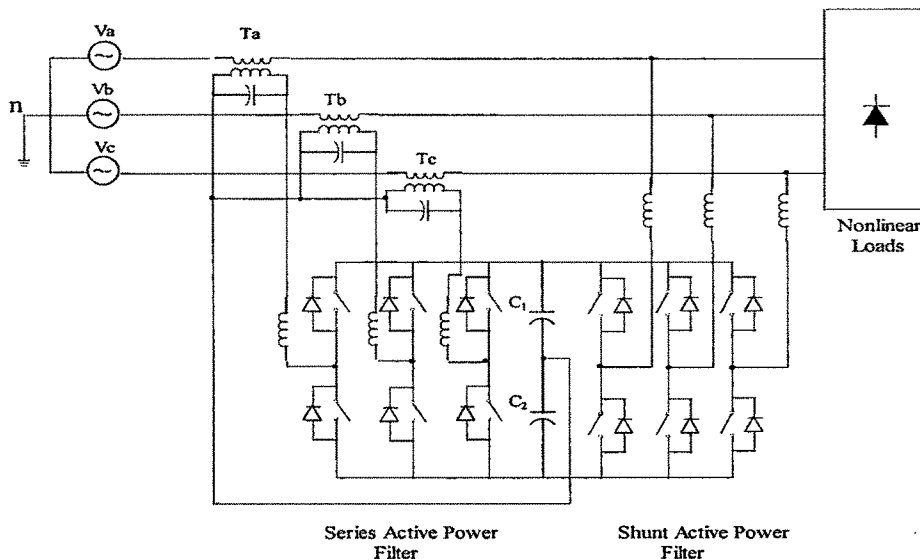 Va
Ta
Vb
Tb
n
Vc
Tc
Nonlinear
Loads
C1
C2
Series Active Power
Filter
Shunt Active Power
Filter